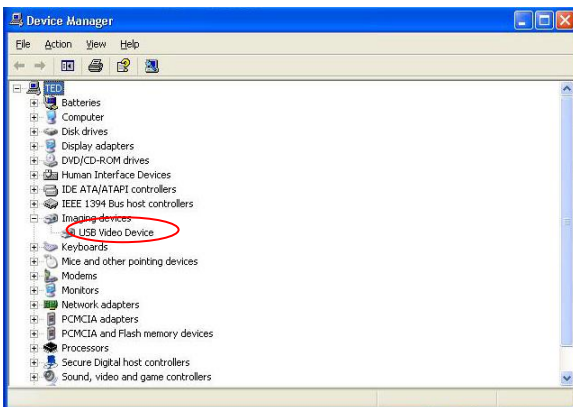 Device Manager
File Action View Help
TED
Batteries
Computer
Disk drives
Display adapters
DVD/CD-ROM drives
Human Interface Devices
IDE ATA/ATAPI controllers
IEEE 1394 Bus host controllers
Imaging devices
USB Video Device
Keyboards
Mice and other pointing devices
Modems
Monitors
Network adapters
PCMCIA adapters
PCMCIA and Flash memory devices
Processors
Secure Digital host controllers
Sound, video and game controllers